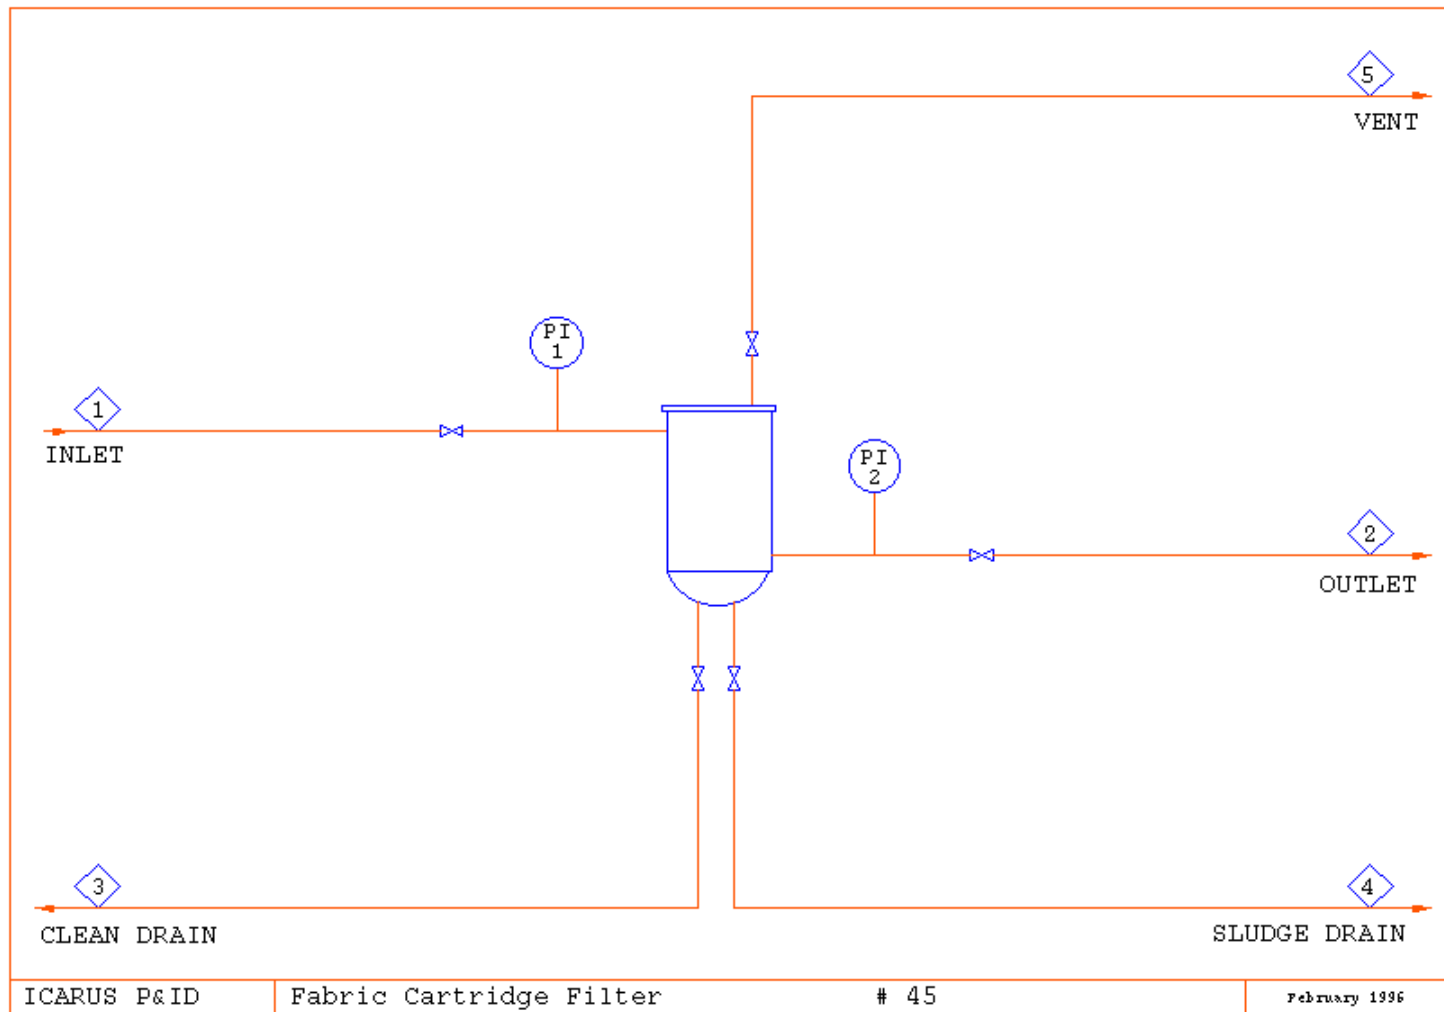 5
VENT
PI
1
1
INLET
PI
2
2
OUTLET
3
CLEAN DRAIN
4
SLUDGE DRAIN
ICARUS P&ID
Fabric Cartridge Filter # 45
February 1996